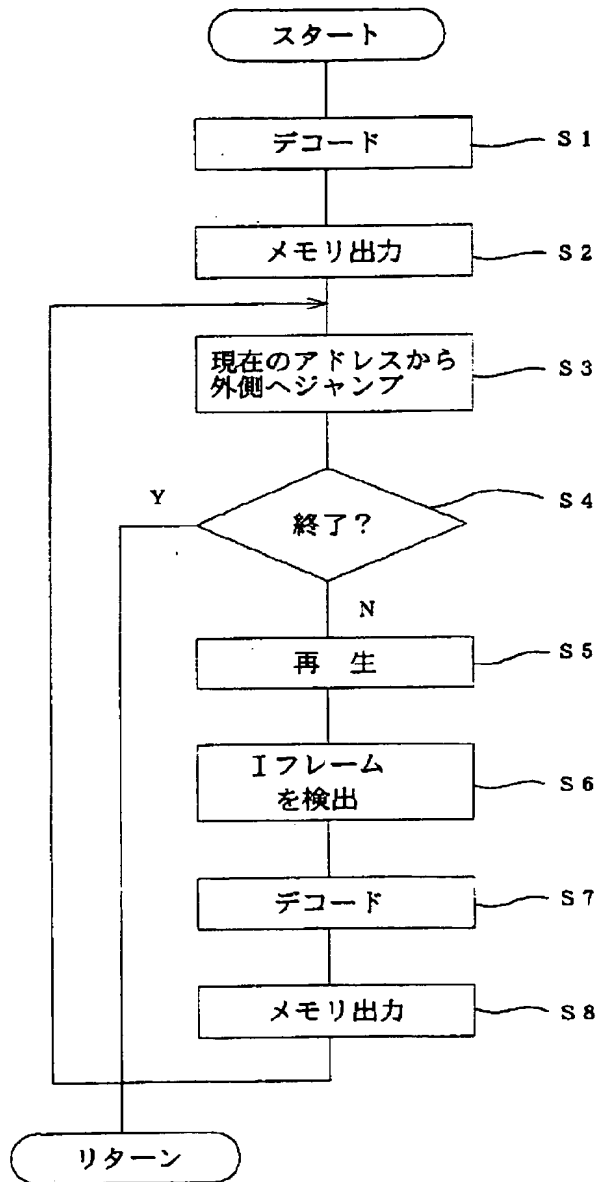 スタート
デコード
S1
メモリ出力
S2
現在のアドレスから
外側へジャンプ
S3
Y
終了?
S4
N
再 生
S5
Iフレーム
を検出
S6
デコード
S7
メモリ出力
S8
リターン